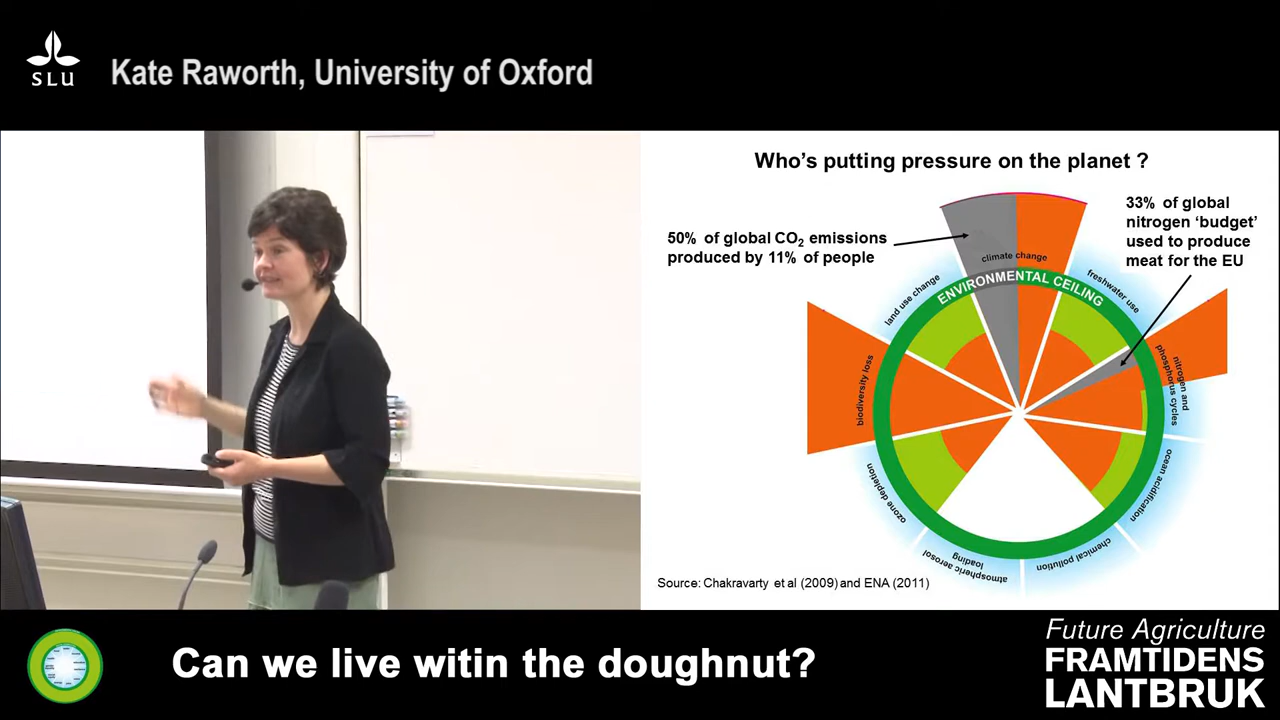 SLU
Kate Raworth, University of Oxford
Who's putting pressure on the planet ?
50% of global CO₂ emissions
produced by 11% of people
33% of global
nitrogen ‘budget’
used to produce
meat for the EU
climate change
ENVIRONMENTAL CEILING
freshwater use
nitrogen and
phosphorus cycles
ocean acidification
chemical pollution
atmospheric aerosol
loading
ozone depletion
biodiversity loss
land use change
Source: Chakravarty et al (2009) and ENA (2011)
Can we live witin the doughnut?
Future Agriculture
FRAMTIDENS
LANTBRUK